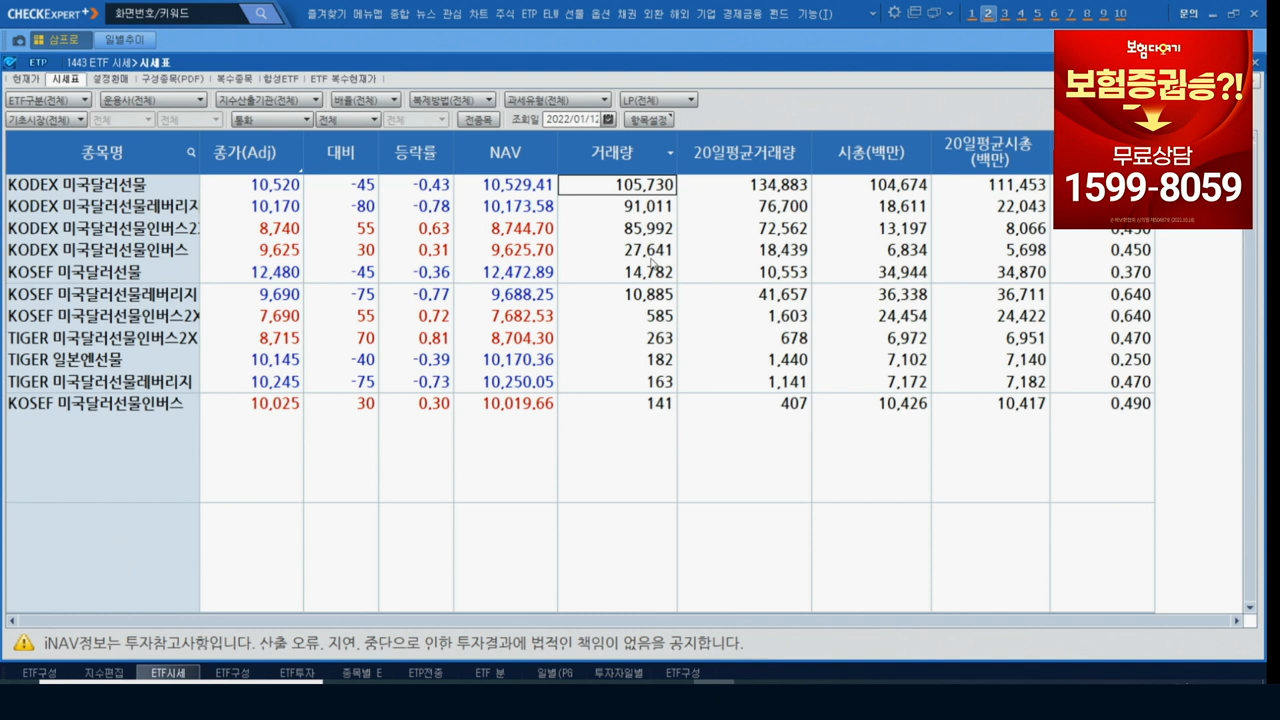 CHECKEXPERT+ 화면번호/키워드 즐겨찾기 메뉴맵 종합 뉴스 관심 차트 주식 ETP ELW 선물 옵션 채권 외환 해외 기업 경제금융 펀드 기능(T) 1 2 3 4 5 6 7 8 9 10 문의
삼프로 일별추이
ETP 1443 ETF 시세>시세표
현재가 시세표 설정환매 구성종목(PDF) 복수종목 합성ETF ETF 복수현재가
ETF구분(전체) 운용사(전체) 지수산출기관(전체) 배율(전체) 복제방법(전체) 과세유형(전체) LP(전체)
기초시장(전체) 전체 전체 통화 전체 전체 전종목 조회일 2022/01/12 항목설정
종목명 종가(Adj) 대비 등락률 NAV 거래량 20일평균거래량 시총(백만) 20일평균시총
(백만)
KODEX 미국달러선물 10,520 -45 -0.43 10,529.41 105,730 134,883 104,674 111,453
KODEX 미국달러선물레버리지 10,170 -80 -0.78 10,173.58 91,011 76,700 18,611 22,043
KODEX 미국달러선물인버스2 8,740 55 0.63 8,744.70 85,992 72,562 13,197 8,066 0.450
KODEX 미국달러선물인버스 9,625 30 0.31 9,625.70 27,641 18,439 6,834 5,698 0.450
KOSEF 미국달러선물 12,480 -45 -0.36 12,472.89 14,782 10,553 34,944 34,870 0.370
KOSEF 미국달러선물레버리지 9,690 -75 -0.77 9,688.25 10,885 41,657 36,338 36,711 0.640
KOSEF 미국달러선물인버스2X 7,690 55 0.72 7,682.53 585 1,603 24,454 24,422 0.640
TIGER 미국달러선물인버스2X 8,715 70 0.81 8,704.30 263 678 6,972 6,951 0.470
TIGER 일본엔선물 10,145 -40 -0.39 10,170.36 182 1,440 7,102 7,140 0.250
TIGER 미국달러선물레버리지 10,245 -75 -0.73 10,250.05 163 1,141 7,172 7,182 0.470
KOSEF 미국달러선물인버스 10,025 30 0.30 10,019.66 141 407 10,426 10,417 0.490
iNAV정보는 투자참고사항입니다. 산출 오류, 지연, 중단으로 인한 투자결과에 법적인 책임이 없음을 공지합니다.
ETF구성 지수편집 ETF시세 ETF구성 ETF투자 종목별 E ETP전종 ETF 분 일별(PG 투자자일별 ETF구성
보험다여기
무료상담
1599-8059